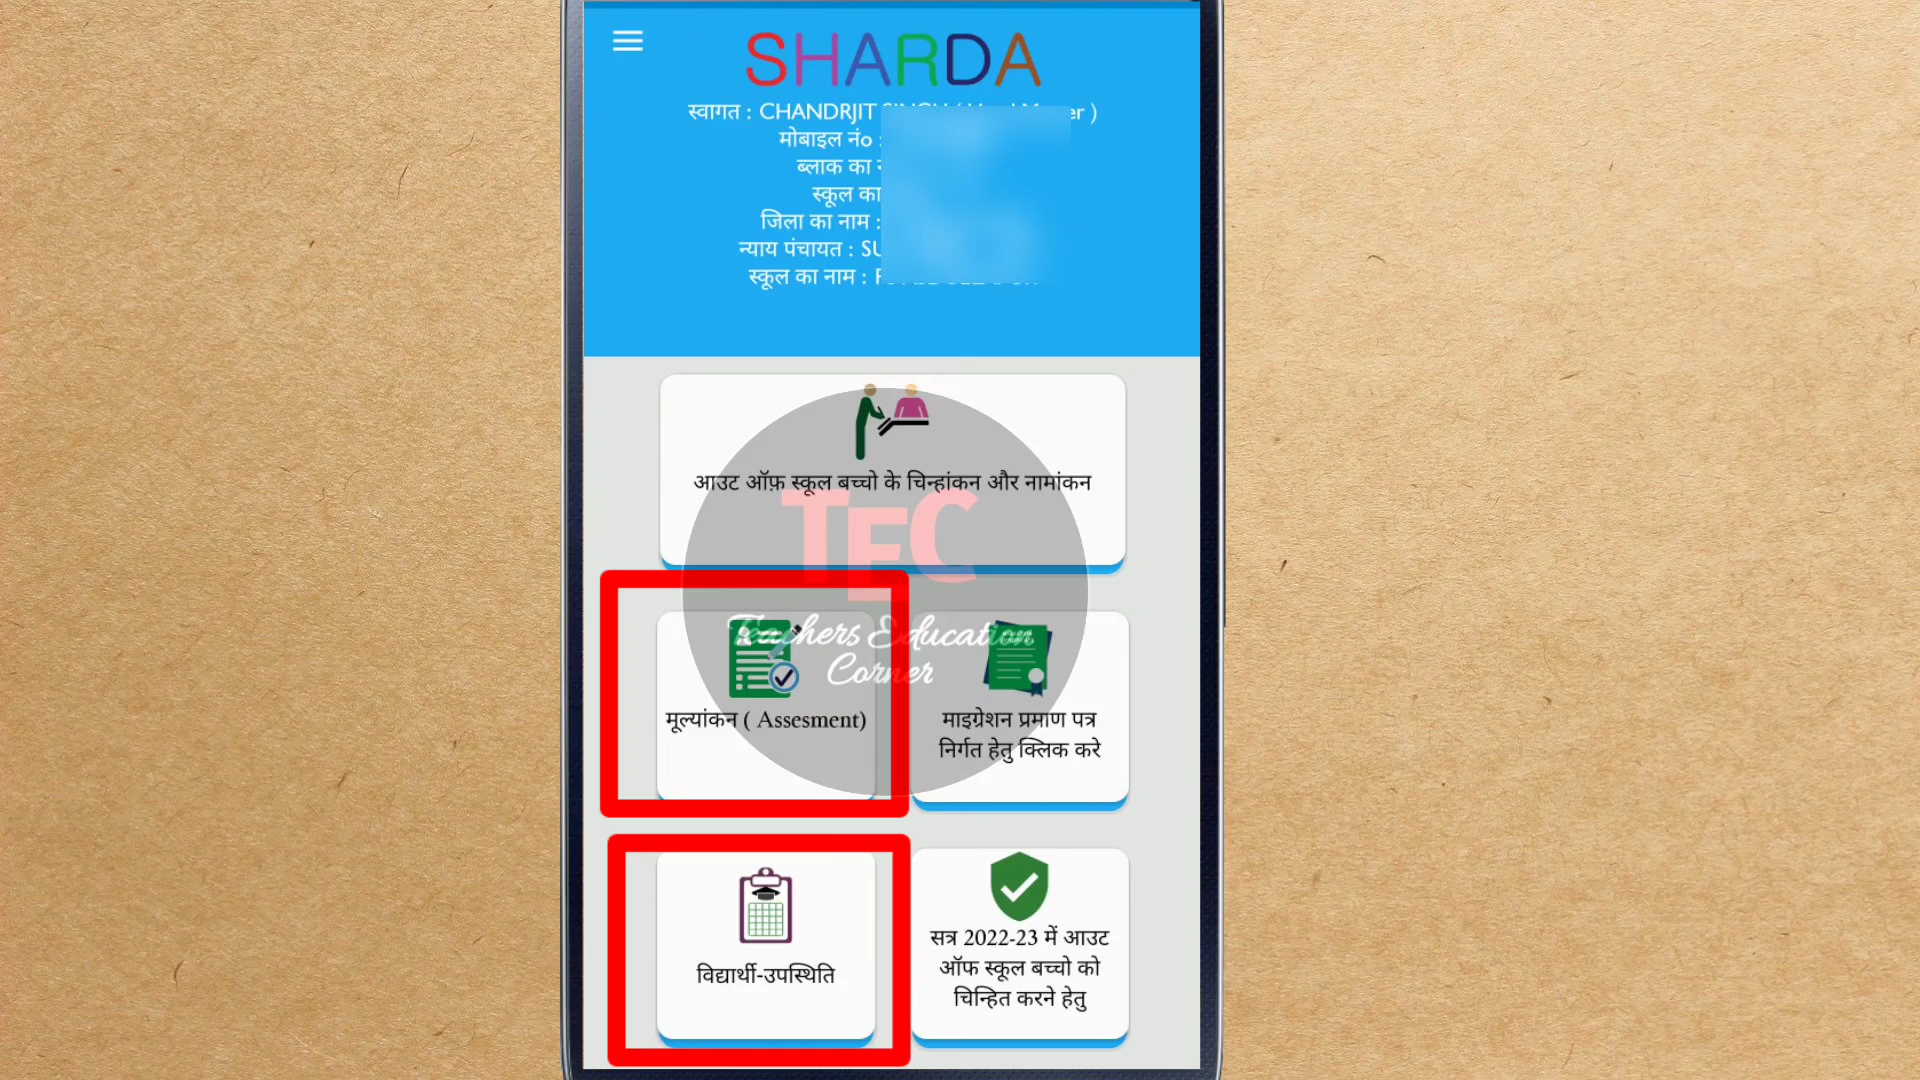 SHARDA
स्वागत : CHANDRJIT
मोबाइल नंo :
ब्लाक का
स्कूल का
जिला का नाम :
न्याय पंचायत :
स्कूल का नाम :
आउट ऑफ़ स्कूल बच्चो के चिन्हांकन और नामांकन
TEC
Teachers Education
Corner
मूल्यांकन ( Assesment)
माइग्रेशन प्रमाण पत्र
निर्गत हेतु क्लिक करे
विद्यार्थी-उपस्थिति
सत्र 2022-23 में आउट
ऑफ स्कूल बच्चो को
चिन्हित करने हेतु